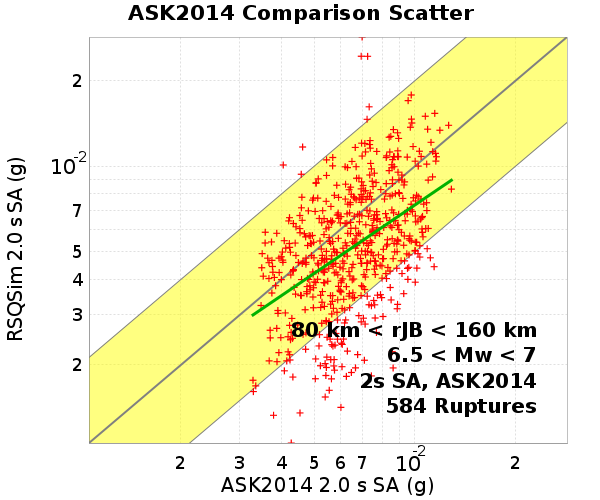 ASK2014 Comparison Scatter
RSQSim 2.0 s SA (g)
2
10-2
7
5
4
3
2
80 km < rJB < 160 km
6.5 < Mw < 7
2s SA, ASK2014
584 Ruptures
2 3 4 5 6 7 10-2 2
ASK2014 2.0 s SA (g)